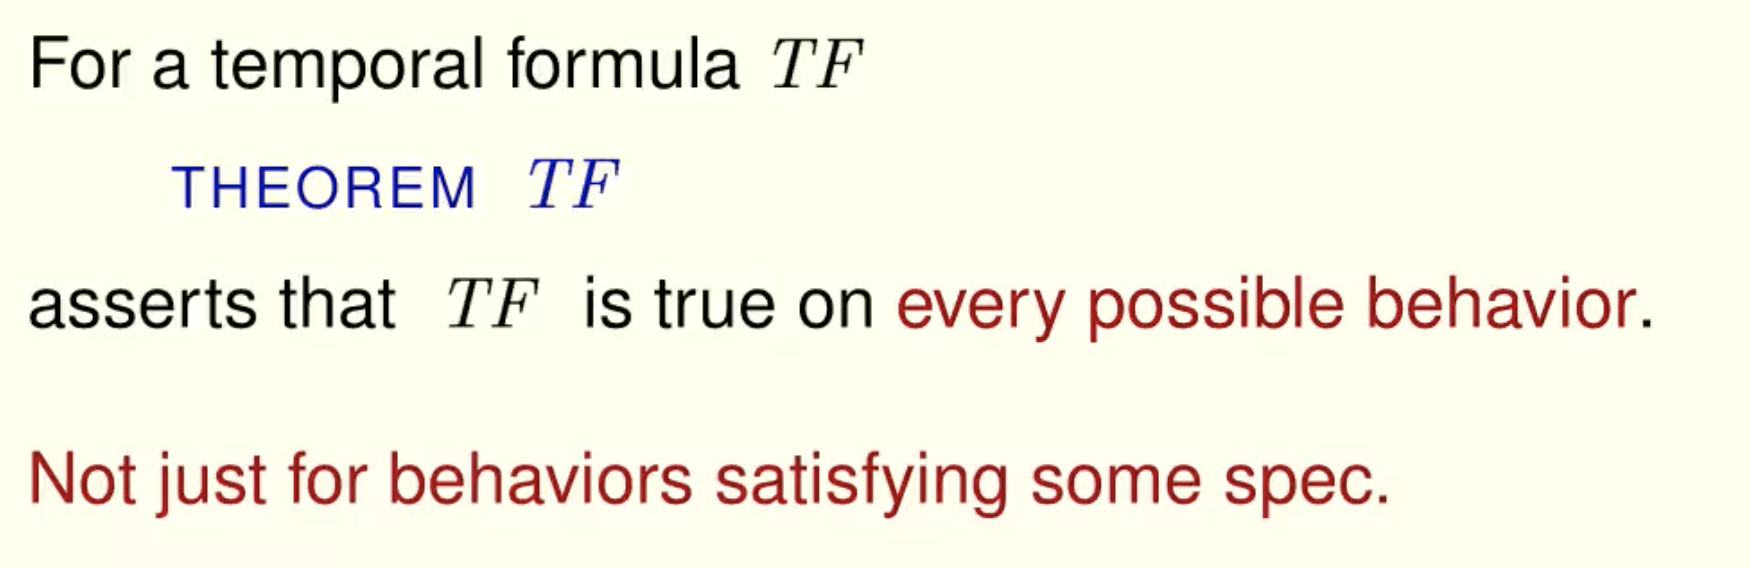 For a temporal formula TF
THEOREM TF
asserts that TF is true on every possible behavior.
Not just for behaviors satisfying some spec.